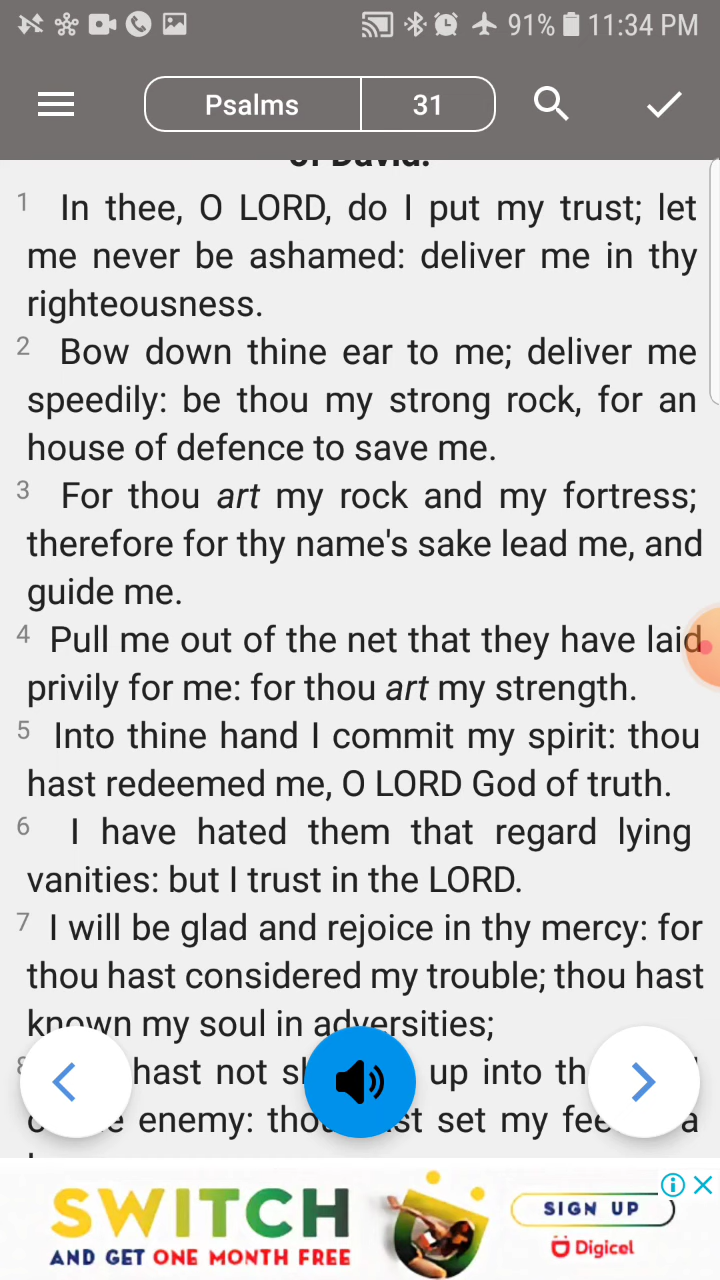 91% 11:34 PM
Psalms 31
of David.
1 In thee, O LORD, do I put my trust; let
me never be ashamed: deliver me in thy
righteousness.
2 Bow down thine ear to me; deliver me
speedily: be thou my strong rock, for an
house of defence to save me.
3 For thou art my rock and my fortress;
therefore for thy name's sake lead me, and
guide me.
4 Pull me out of the net that they have laid
privily for me: for thou art my strength.
5 Into thine hand I commit my spirit: thou
hast redeemed me, O LORD God of truth.
6 I have hated them that regard lying
vanities: but I trust in the LORD.
7 I will be glad and rejoice in thy mercy: for
thou hast considered my trouble; thou hast
known my soul in adversities;
8 hast not up into
enemy: set my a
SWITCH
AND GET ONE MONTH FREE
SIGN UP
Digicel